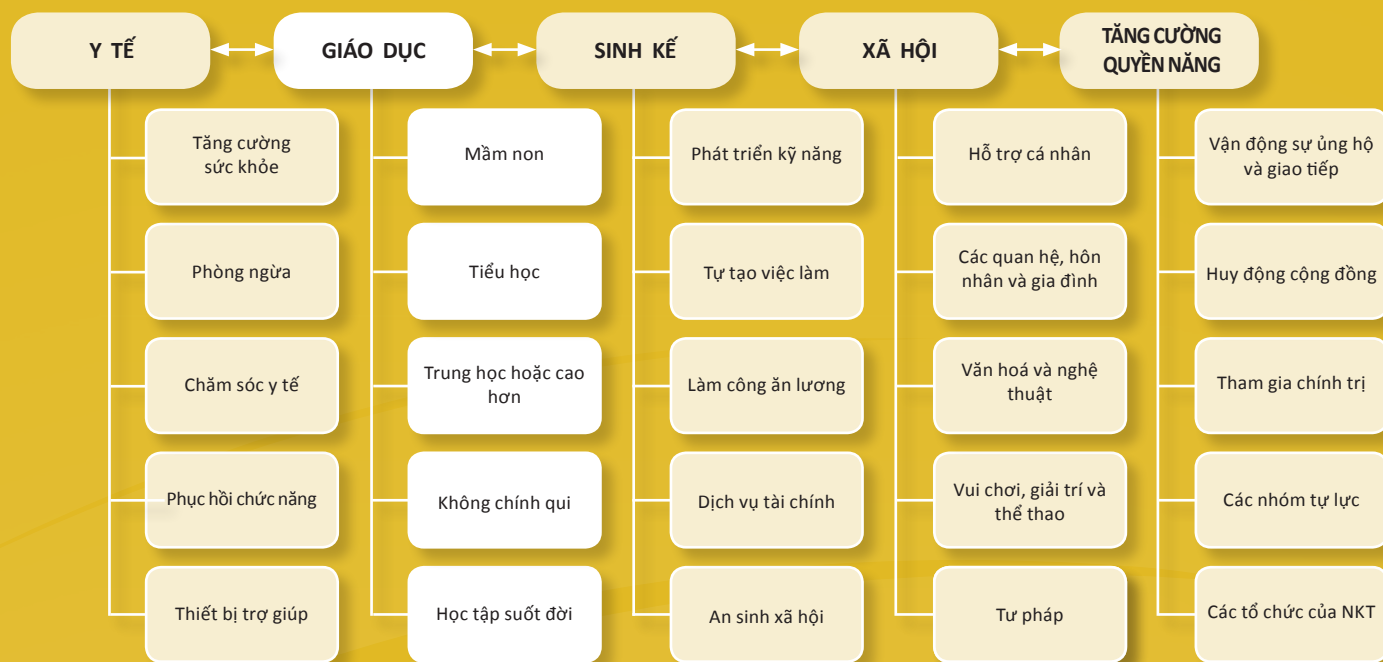 Y TẾ
GIÁO DỤC
SINH KẾ
XÃ HỘI
TĂNG CƯỜNG
QUYỀN NĂNG
Tăng cường
sức khỏe
Phòng ngừa
Chăm sóc y tế
Phục hồi chức năng
Thiết bị trợ giúp
Mầm non
Tiểu học
Trung học hoặc cao
hơn
Không chính qui
Học tập suốt đời
Phát triển kỹ năng
Tự tạo việc làm
Làm công ăn lương
Dịch vụ tài chính
An sinh xã hội
Hỗ trợ cá nhân
Các quan hệ, hôn
nhân và gia đình
Văn hoá và nghệ
thuật
Vui chơi, giải trí và
thể thao
Tư pháp
Vận động sự ủng hộ
và giao tiếp
Huy động cộng đồng
Tham gia chính trị
Các nhóm tự lực
Các tổ chức của NKT